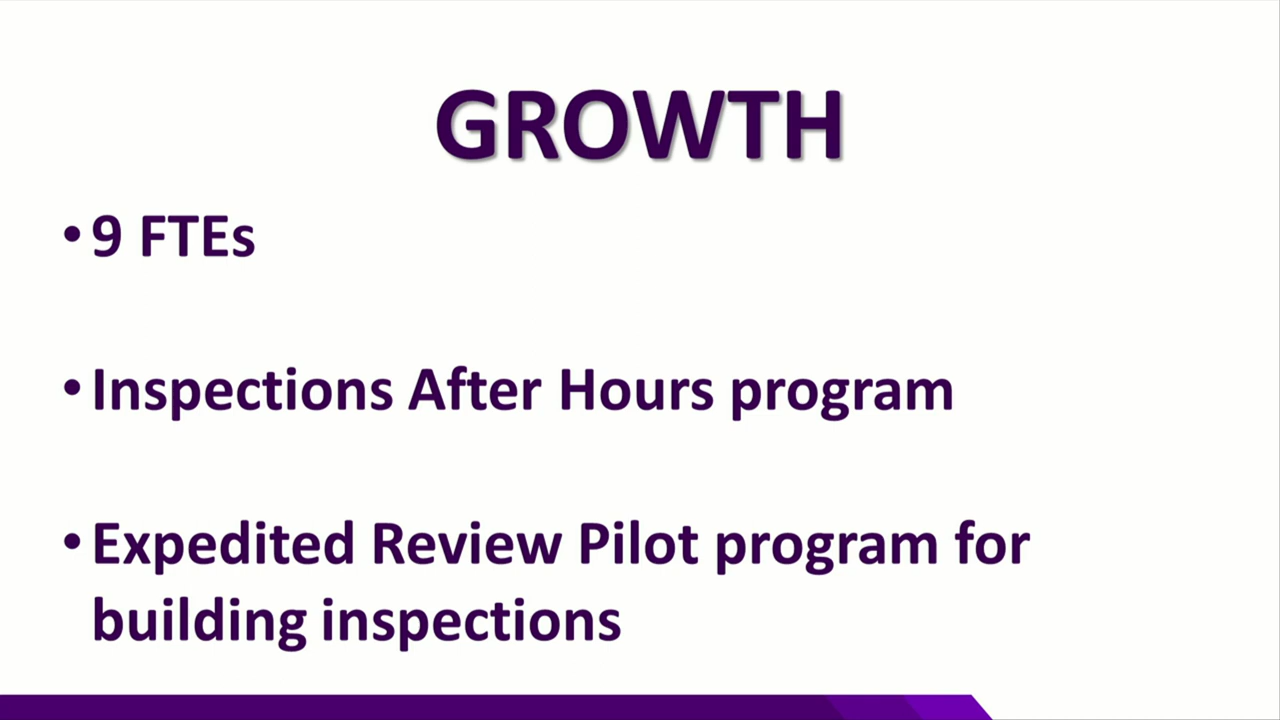 GROWTH
• 9 FTEs
• Inspections After Hours program
• Expedited Review Pilot program for
building inspections